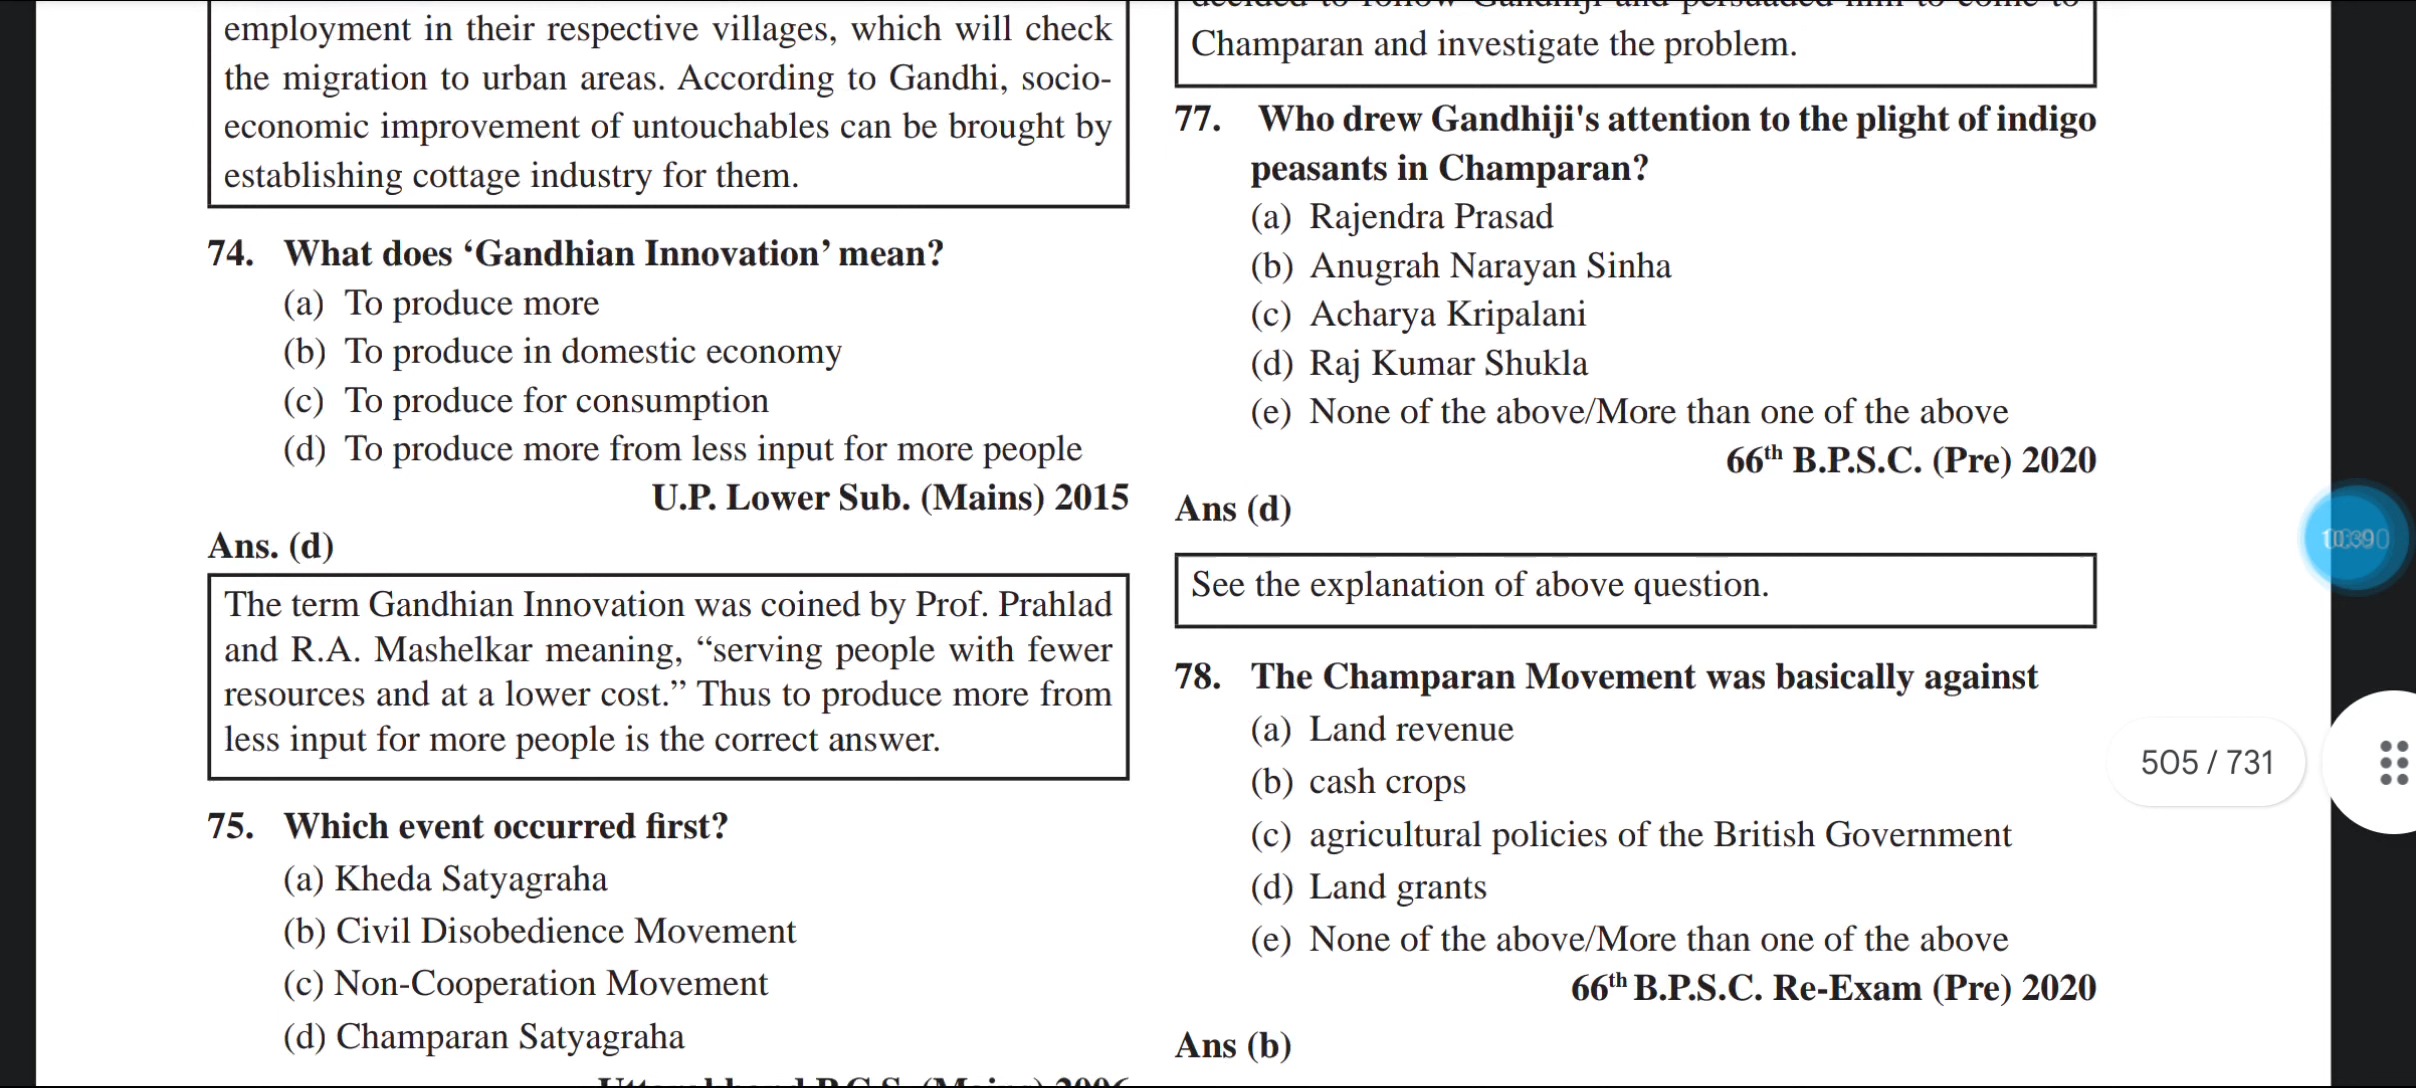 employment in their respective villages, which will check
the migration to urban areas. According to Gandhi, socio-
economic improvement of untouchables can be brought by
establishing cottage industry for them.
74. What does ‘Gandhian Innovation’ mean?
(a) To produce more
(b) To produce in domestic economy
(c) To produce for consumption
(d) To produce more from less input for more people
U.P. Lower Sub. (Mains) 2015
Ans. (d)
The term Gandhian Innovation was coined by Prof. Prahlad
and R.A. Mashelkar meaning, “serving people with fewer
resources and at a lower cost.” Thus to produce more from
less input for more people is the correct answer.
75. Which event occurred first?
(a) Kheda Satyagraha
(b) Civil Disobedience Movement
(c) Non-Cooperation Movement
(d) Champaran Satyagraha
decided to follow Gandhiji and persuaded him to come to
Champaran and investigate the problem.
77. Who drew Gandhiji's attention to the plight of indigo
peasants in Champaran?
(a) Rajendra Prasad
(b) Anugrah Narayan Sinha
(c) Acharya Kripalani
(d) Raj Kumar Shukla
(e) None of the above/More than one of the above
66th B.P.S.C. (Pre) 2020
Ans (d)
See the explanation of above question.
78. The Champaran Movement was basically against
(a) Land revenue
(b) cash crops
(c) agricultural policies of the British Government
(d) Land grants
(e) None of the above/More than one of the above
66th B.P.S.C. Re-Exam (Pre) 2020
Ans (b)
505 / 731